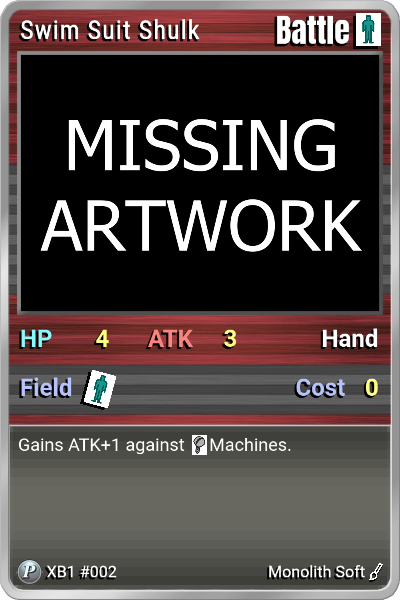 Swim Suit Shulk Battle
MISSING
ARTWORK
HP 4 ATK 3 Hand
Field Cost 0
Gains ATK+1 against Machines.
P XB1 #002 Monolith Soft